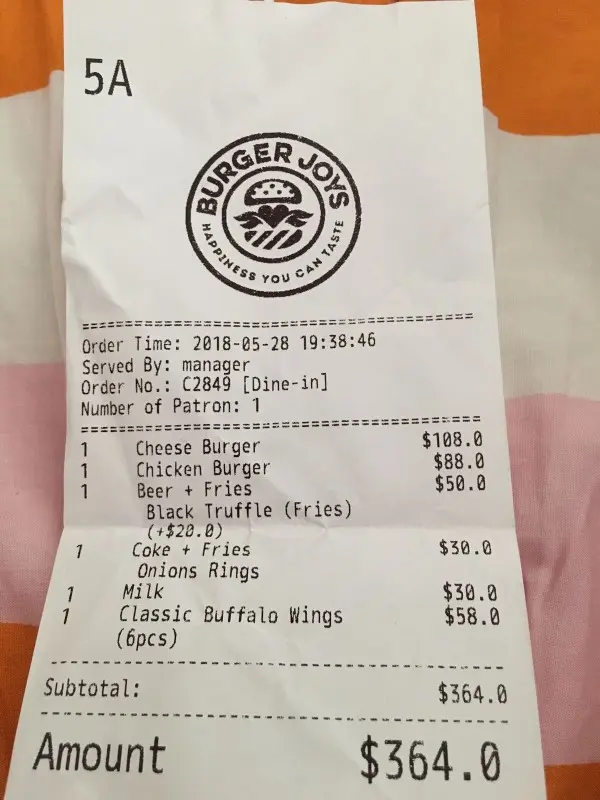 5A
BURGER JOYS
HAPPINESS YOU CAN TASTE
Order Time: 2018-05-28 19:38:46
Served By: manager
Order No.: C2849 [Dine-in]
Number of Patron: 1
1 Cheese Burger $108.0
1 Chicken Burger $88.0
1 Beer + Fries $50.0
Black Truffle (Fries)
(+$20.0)
1 Coke + Fries $30.0
Onions Rings
1 Milk $30.0
1 Classic Buffalo Wings $58.0
(6pcs)
Subtotal: $364.0
Amount $364.0